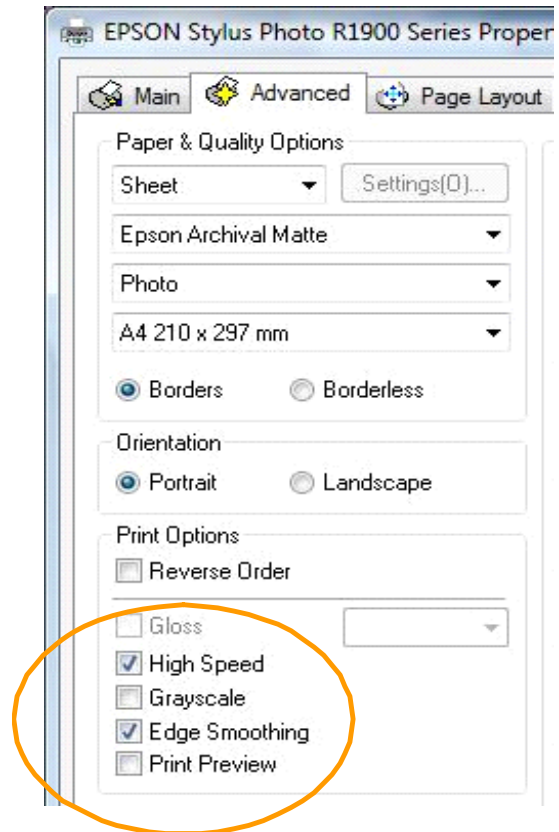 EPSON Stylus Photo R1900 Series Proper
Main Advanced Page Layout
Paper & Quality Options
Sheet Settings(O)...
Epson Archival Matte
Photo
A4 210 x 297 mm
Borders Borderless
Orientation
Portrait Landscape
Print Options
Reverse Order
Gloss
High Speed
Grayscale
Edge Smoothing
Print Preview